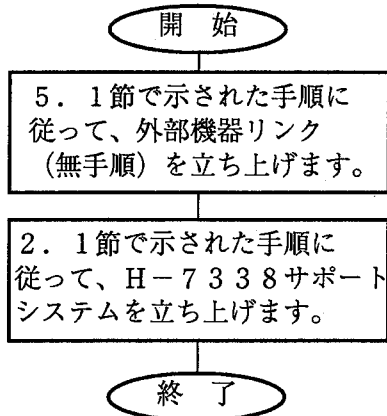 開　始
５．１節で示された手順に
従って、外部機器リンク
（無手順）を立ち上げます。
２．１節で示された手順に
従って、Ｈ－７３３８サポート
システムを立ち上げます。
終　了